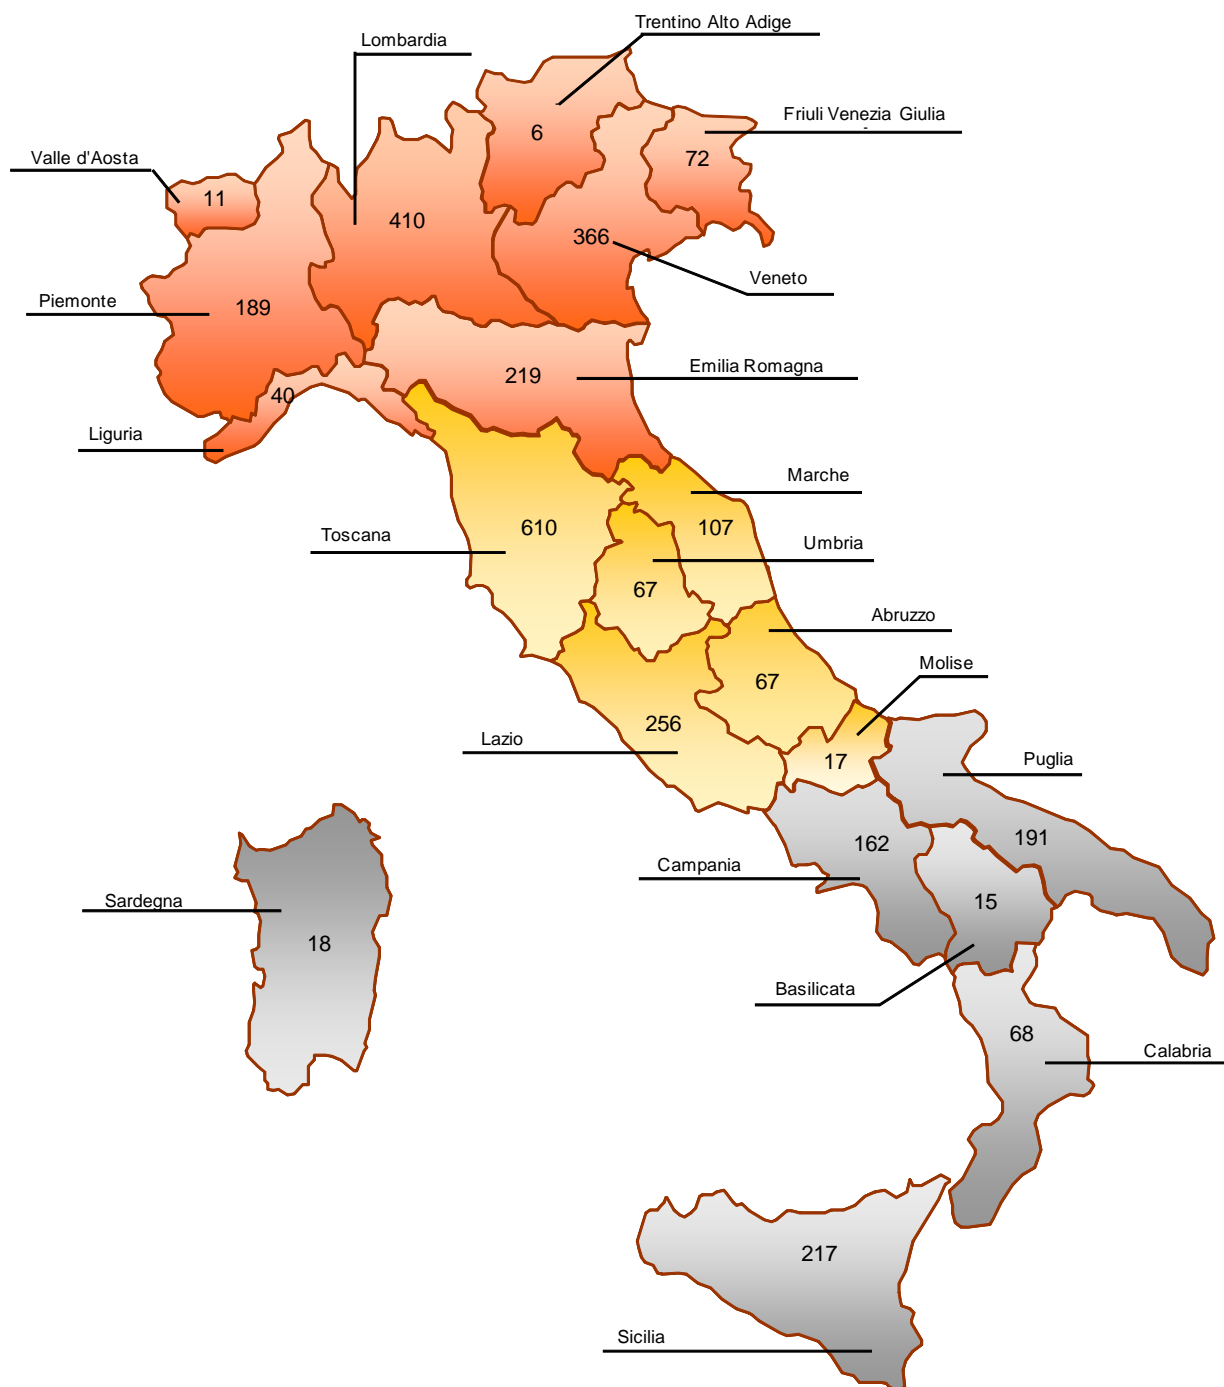 Trentino Alto Adige
Lombardia
Friuli Venezia Giulia
6
72
Valle d'Aosta
11
410
366
Veneto
Piemonte
189
Emilia Romagna
219
40
Liguria
Marche
610
107
Toscana
Umbria
67
Abruzzo
Molise
67
256
Lazio
17
Puglia
162
191
Campania
Sardegna
15
18
Basilicata
68
Calabria
217
Sicilia